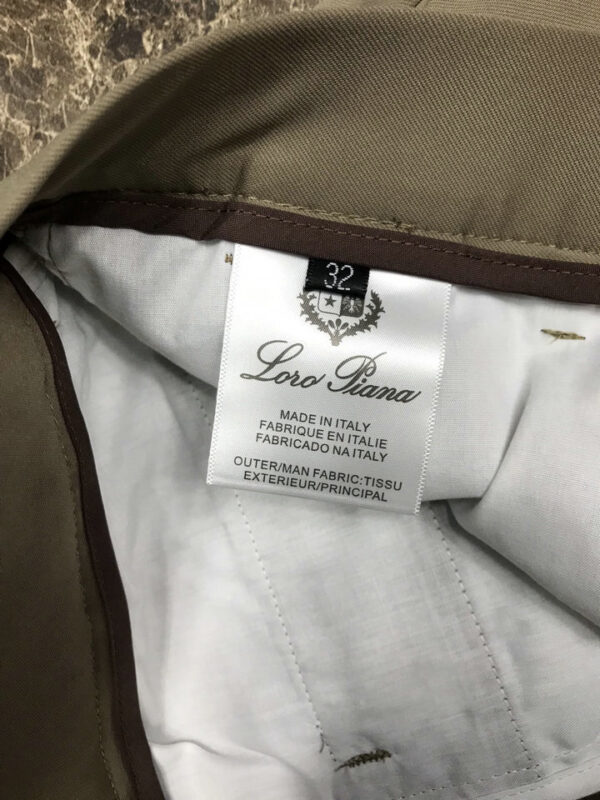 32
Loro Piana
MADE IN ITALY
FABRIQUE EN ITALIE
FABRICADO NA ITALY
OUTER/MAN FABRIC:TISSU
EXTERIEUR/PRINCIPAL